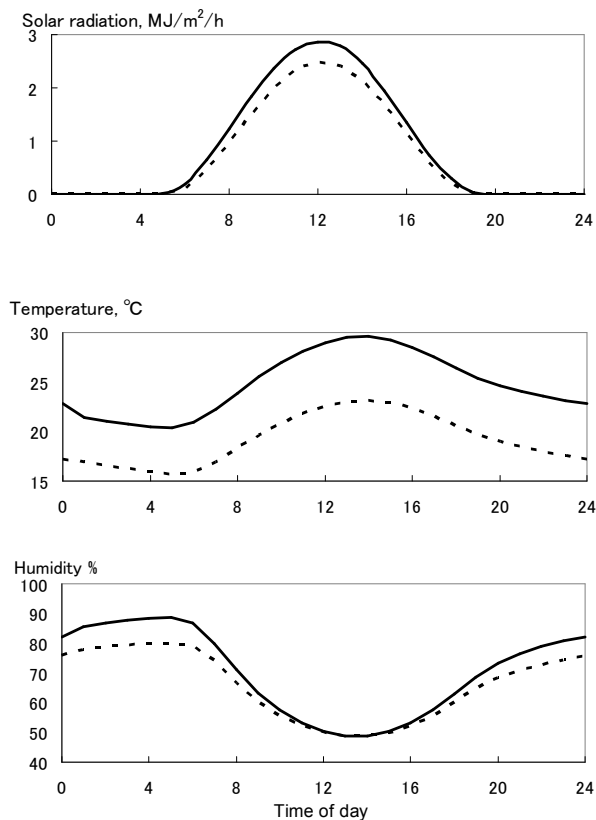 Solar radiation, MJ/m²/h
3
2
1
0
0 4 8 12 16 20 24
Temperature, ℃
30
25
20
15
0 4 8 12 16 20 24
Humidity %
100
90
80
70
60
50
40
0 4 8 12 16 20 24
Time of day